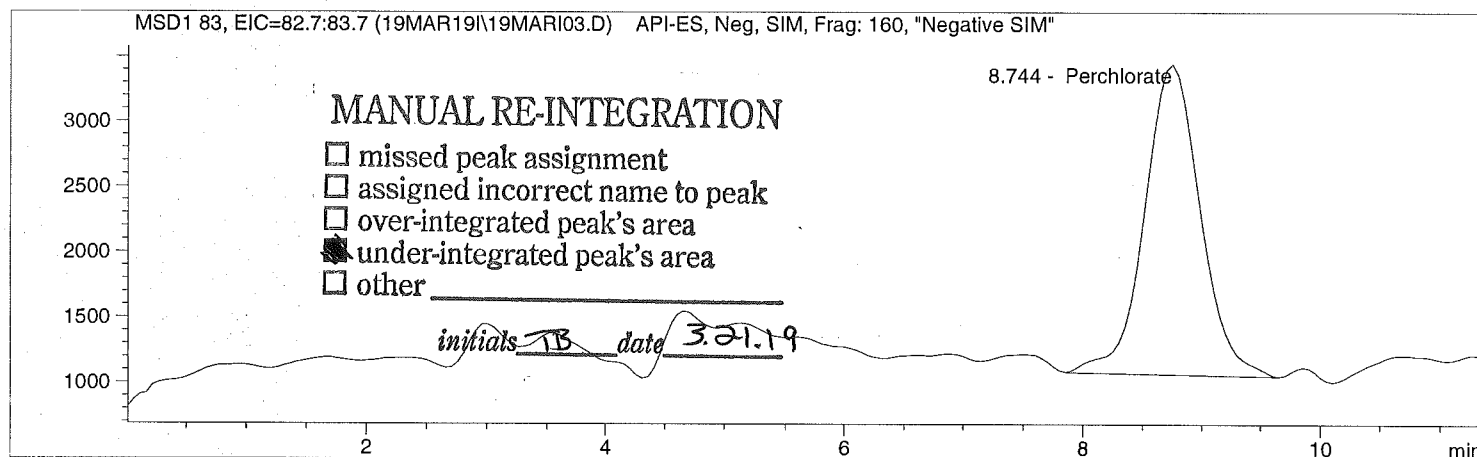 MSD1 83, EIC=82.7:83.7 (19MAR19I\19MARI03.D) API-ES, Neg, SIM, Frag: 160, "Negative SIM"
8.744 - Perchlorate
MANUAL RE-INTEGRATION
missed peak assignment
assigned incorrect name to peak
over-integrated peak's area
under-integrated peak's area
other
initials TB date 3.21.19
3000
2500
2000
1500
1000
2 4 6 8 10 min